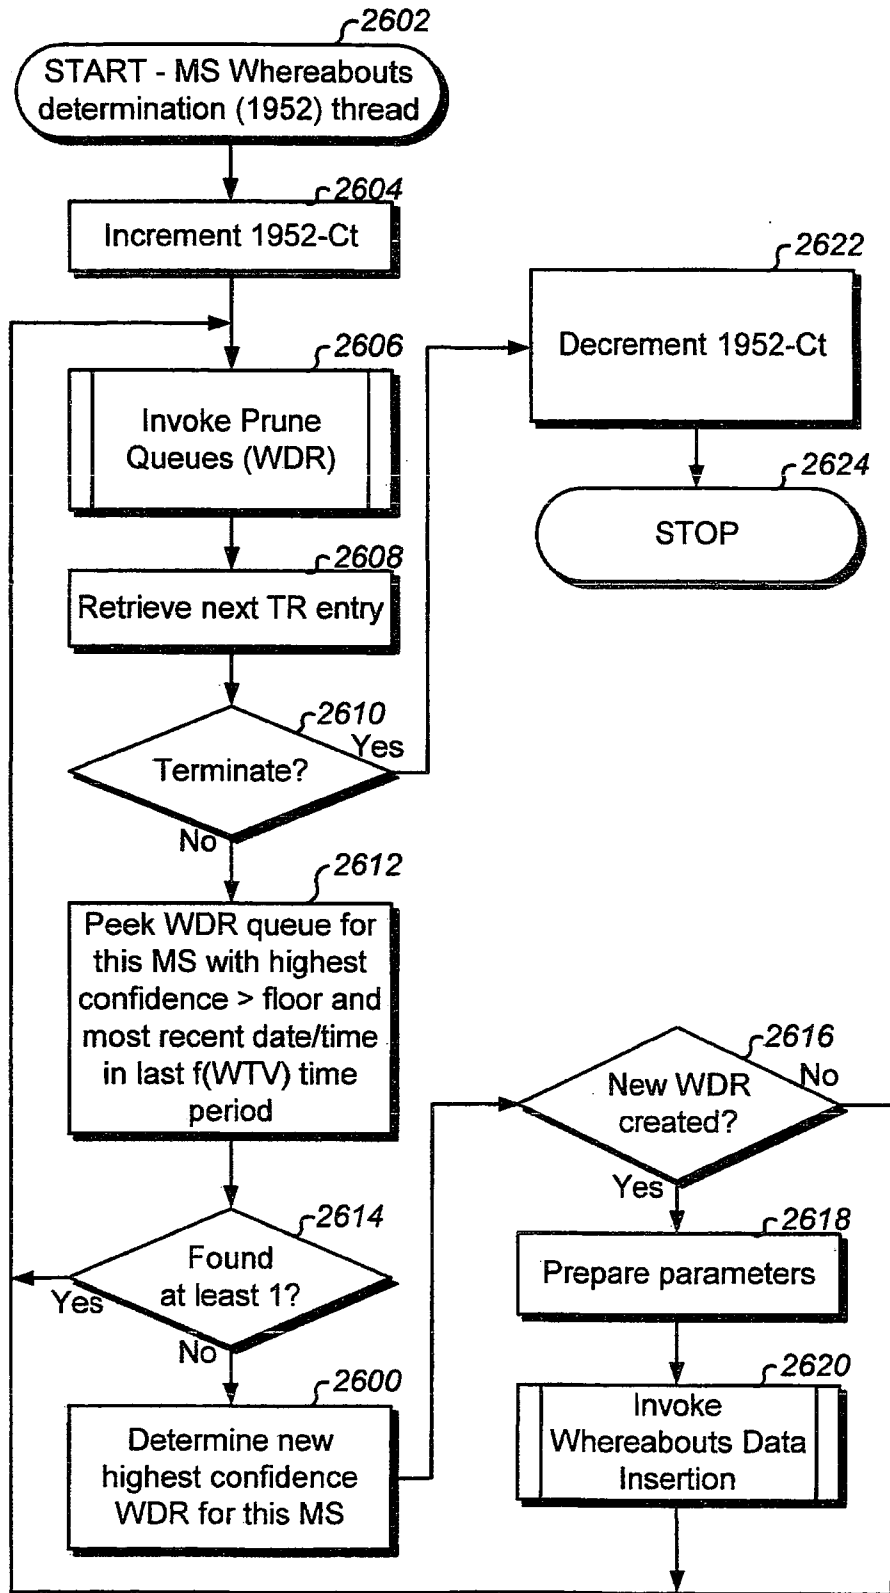 2602
START - MS Whereabouts
determination (1952) thread
2604
Increment 1952-Ct
2606
Invoke Prune
Queues (WDR)
2608
Retrieve next TR entry
2610
Terminate?
Yes
No
2622
Decrement 1952-Ct
2624
STOP
2612
Peek WDR queue for
this MS with highest
confidence > floor and
most recent date/time
in last f(WTV) time
period
2614
Found
at least 1?
Yes
No
2600
Determine new
highest confidence
WDR for this MS
2616
New WDR
created?
No
Yes
2618
Prepare parameters
2620
Invoke
Whereabouts Data
Insertion